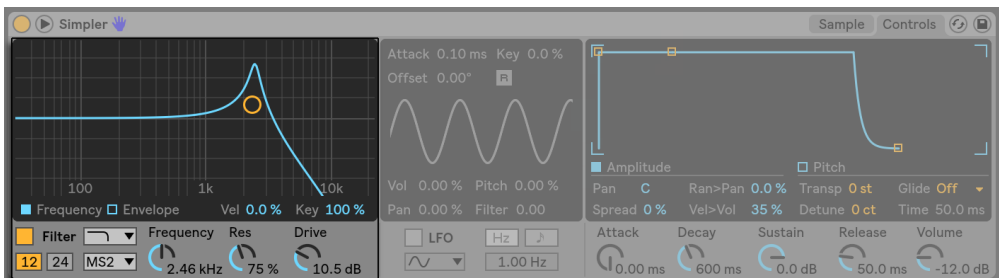 Simpler Sample Controls
Attack 0.10 ms Key 0.0 %
Offset 0.00° R
100 1k 10k
Frequency Envelope Vel 0.0 % Key 100 %
Vol 0.00 % Pitch 0.00 %
Pan 0.00 % Filter 0.00
Amplitude Pitch
Pan C Ran>Pan 0.0 % Transp 0 st Glide Off
Spread 0 % Vel>Vol 35 % Detune 0 ct Time 50.0 ms
Filter Frequency Res Drive
12 24 MS2 2.46 kHz 75 % 10.5 dB
LFO Hz
1.00 Hz
Attack Decay Sustain Release Volume
0.00 ms 600 ms 0.0 dB 50.0 ms -12.0 dB